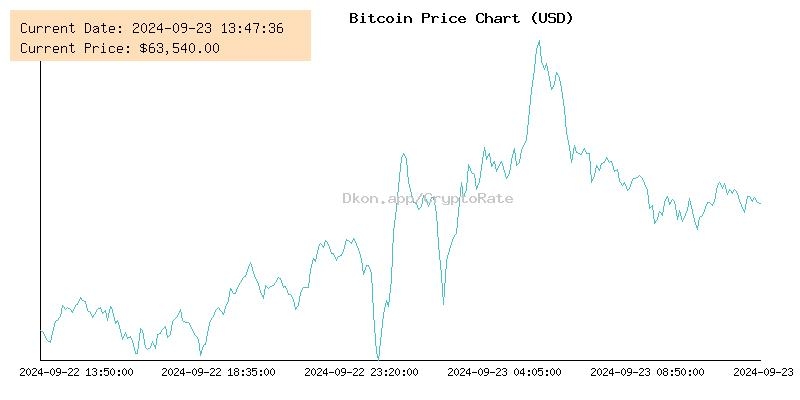 Bitcoin Price Chart (USD)
Current Date: 2024-09-23 13:47:36
Current Price: $63,540.00
Dkon.app/CryptoRate
2024-09-22 13:50:00 2024-09-22 18:35:00 2024-09-22 23:20:00 2024-09-23 04:05:00 2024-09-23 08:50:00 2024-09-23